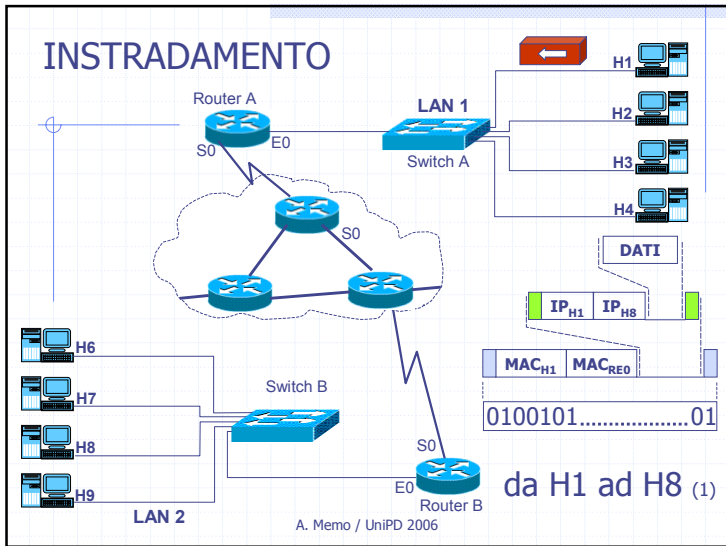 INSTRADAMENTO
H1
Router A
LAN 1
H2
E0
S0
Switch A
H3
H4
S0
DATI
IPH1 IPH8
H6
MACH1 MACRE0
H7
Switch B
0100101...................01
H8
S0
H9
E0
da H1 ad H8 (1)
Router B
LAN 2
A. Memo / UniPD 2006